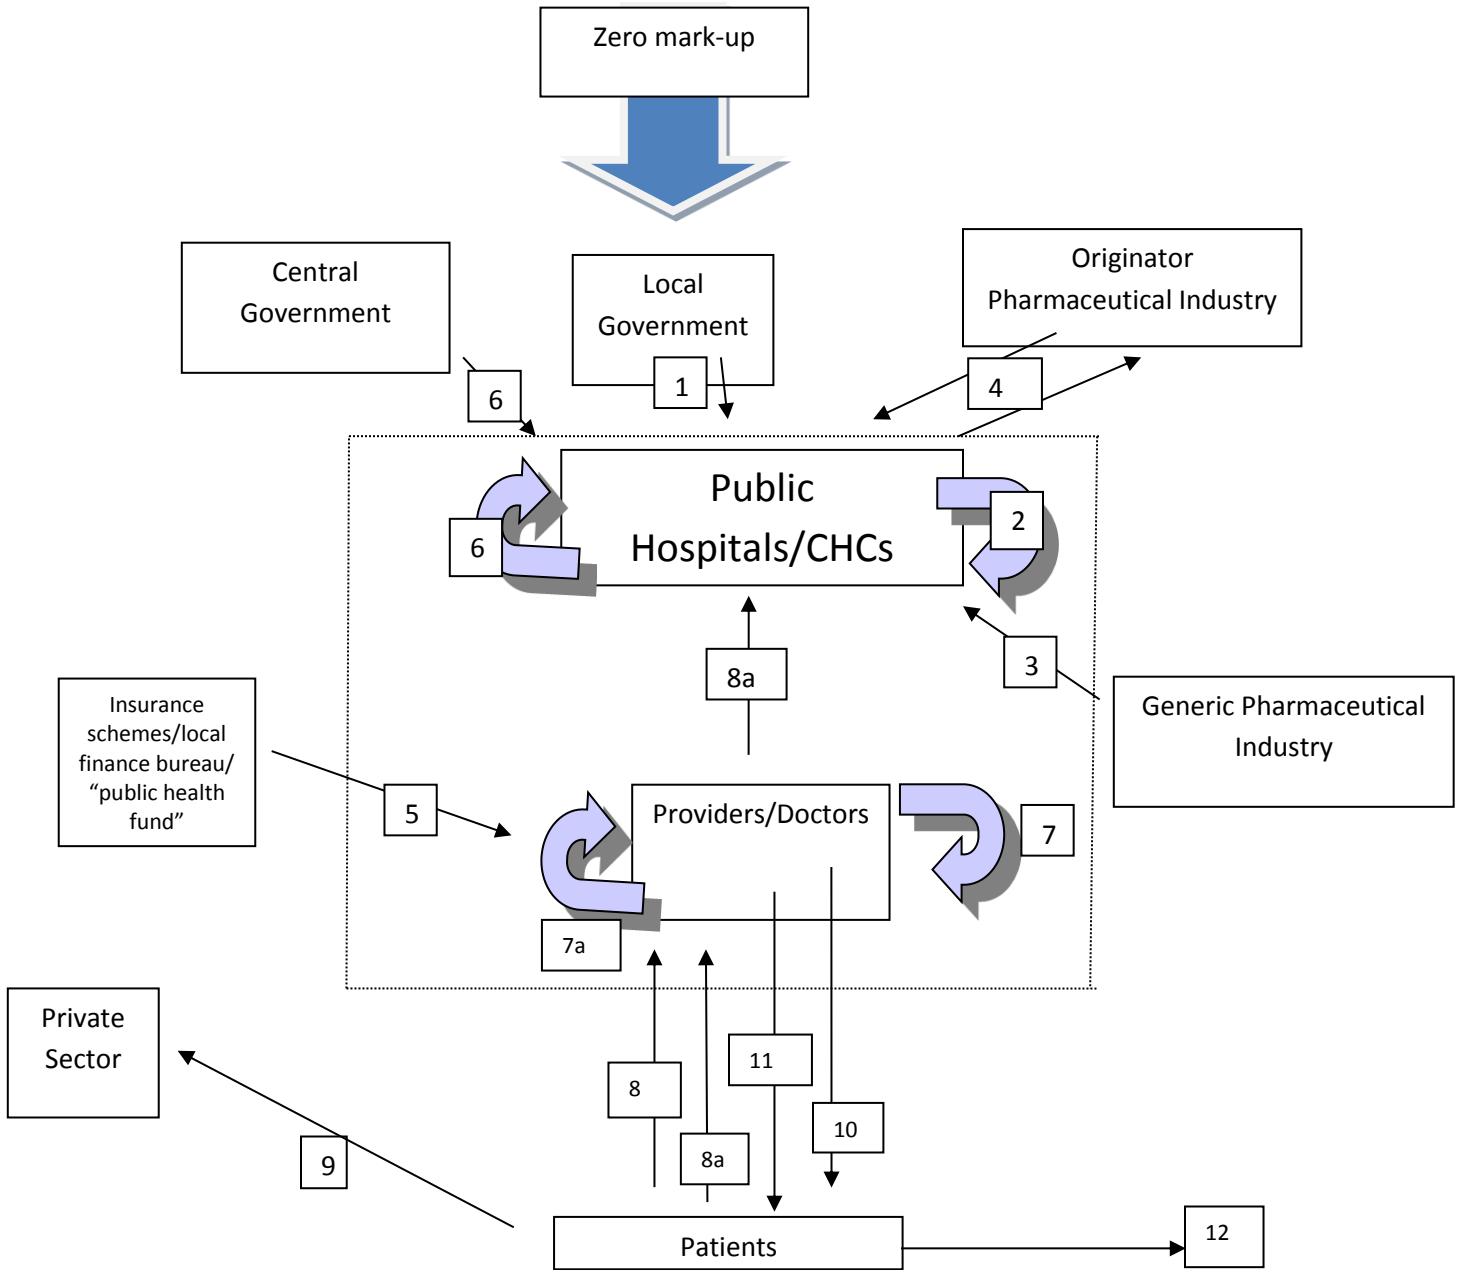 Zero mark-up
Central
Government
Local
Government
Originator
Pharmaceutical Industry
1
4
6
Public
Hospitals/CHCs
2
6
3
8a
Insurance
schemes/local
finance bureau/
“public health
fund”
Generic Pharmaceutical
Industry
5
Providers/Doctors
7
7a
Private
Sector
11
8
10
9
8a
Patients
12